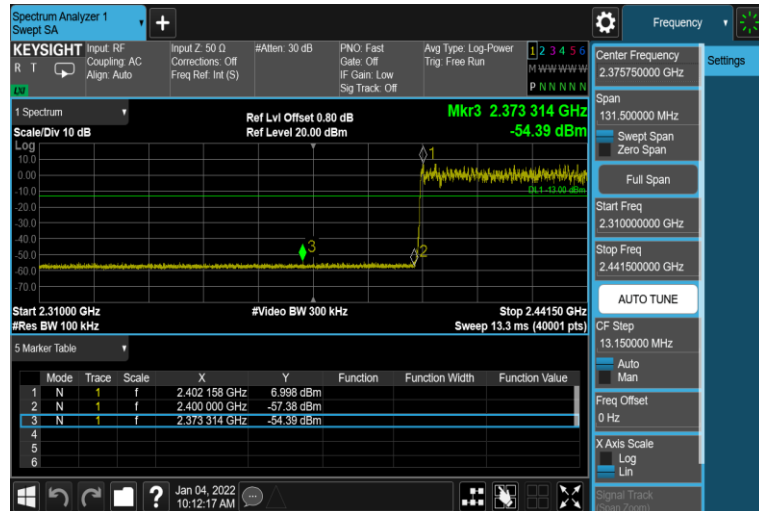 Spectrum Analyzer 1
Swept SA
+
Frequency
KEYSIGHT
R T
Input: RF
Coupling: AC
Align: Auto
Input Z: 50 Ω
Corrections: Off
Freq Ref: Int (S)
#Atten: 30 dB
PNO: Fast
Gate: Off
IF Gain: Low
Sig Track: Off
Avg Type: Log-Power
Trig: Free Run
1 2 3 4 5 6
M W W W W W
P N N N N N
1 Spectrum
Scale/Div 10 dB
Ref Lvl Offset 0.80 dB
Ref Level 20.00 dBm
Mkr3 2.373 314 GHz
-54.39 dBm
Log
10.0
0.00
-10.0
-20.0
-30.0
-40.0
-50.0
-60.0
-70.0
1
2
3
DL1 -13.00 dBm
Start 2.31000 GHz
#Res BW 100 kHz
#Video BW 300 kHz
Stop 2.44150 GHz
Sweep 13.3 ms (40001 pts)
5 Marker Table
Mode Trace Scale X Y Function Function Width Function Value
1 N 1 f 2.402 158 GHz 6.998 dBm
2 N 1 f 2.400 000 GHz -57.38 dBm
3 N 1 f 2.373 314 GHz -54.39 dBm
4
5
6
?
Jan 04, 2022
10:12:17 AM
Center Frequency
2.375750000 GHz
Settings
Span
131.500000 MHz
Swept Span
Zero Span
Full Span
Start Freq
2.310000000 GHz
Stop Freq
2.441500000 GHz
AUTO TUNE
CF Step
13.150000 MHz
Auto
Man
Freq Offset
0 Hz
X Axis Scale
Log
Lin
Signal Track
(Span Zoom)